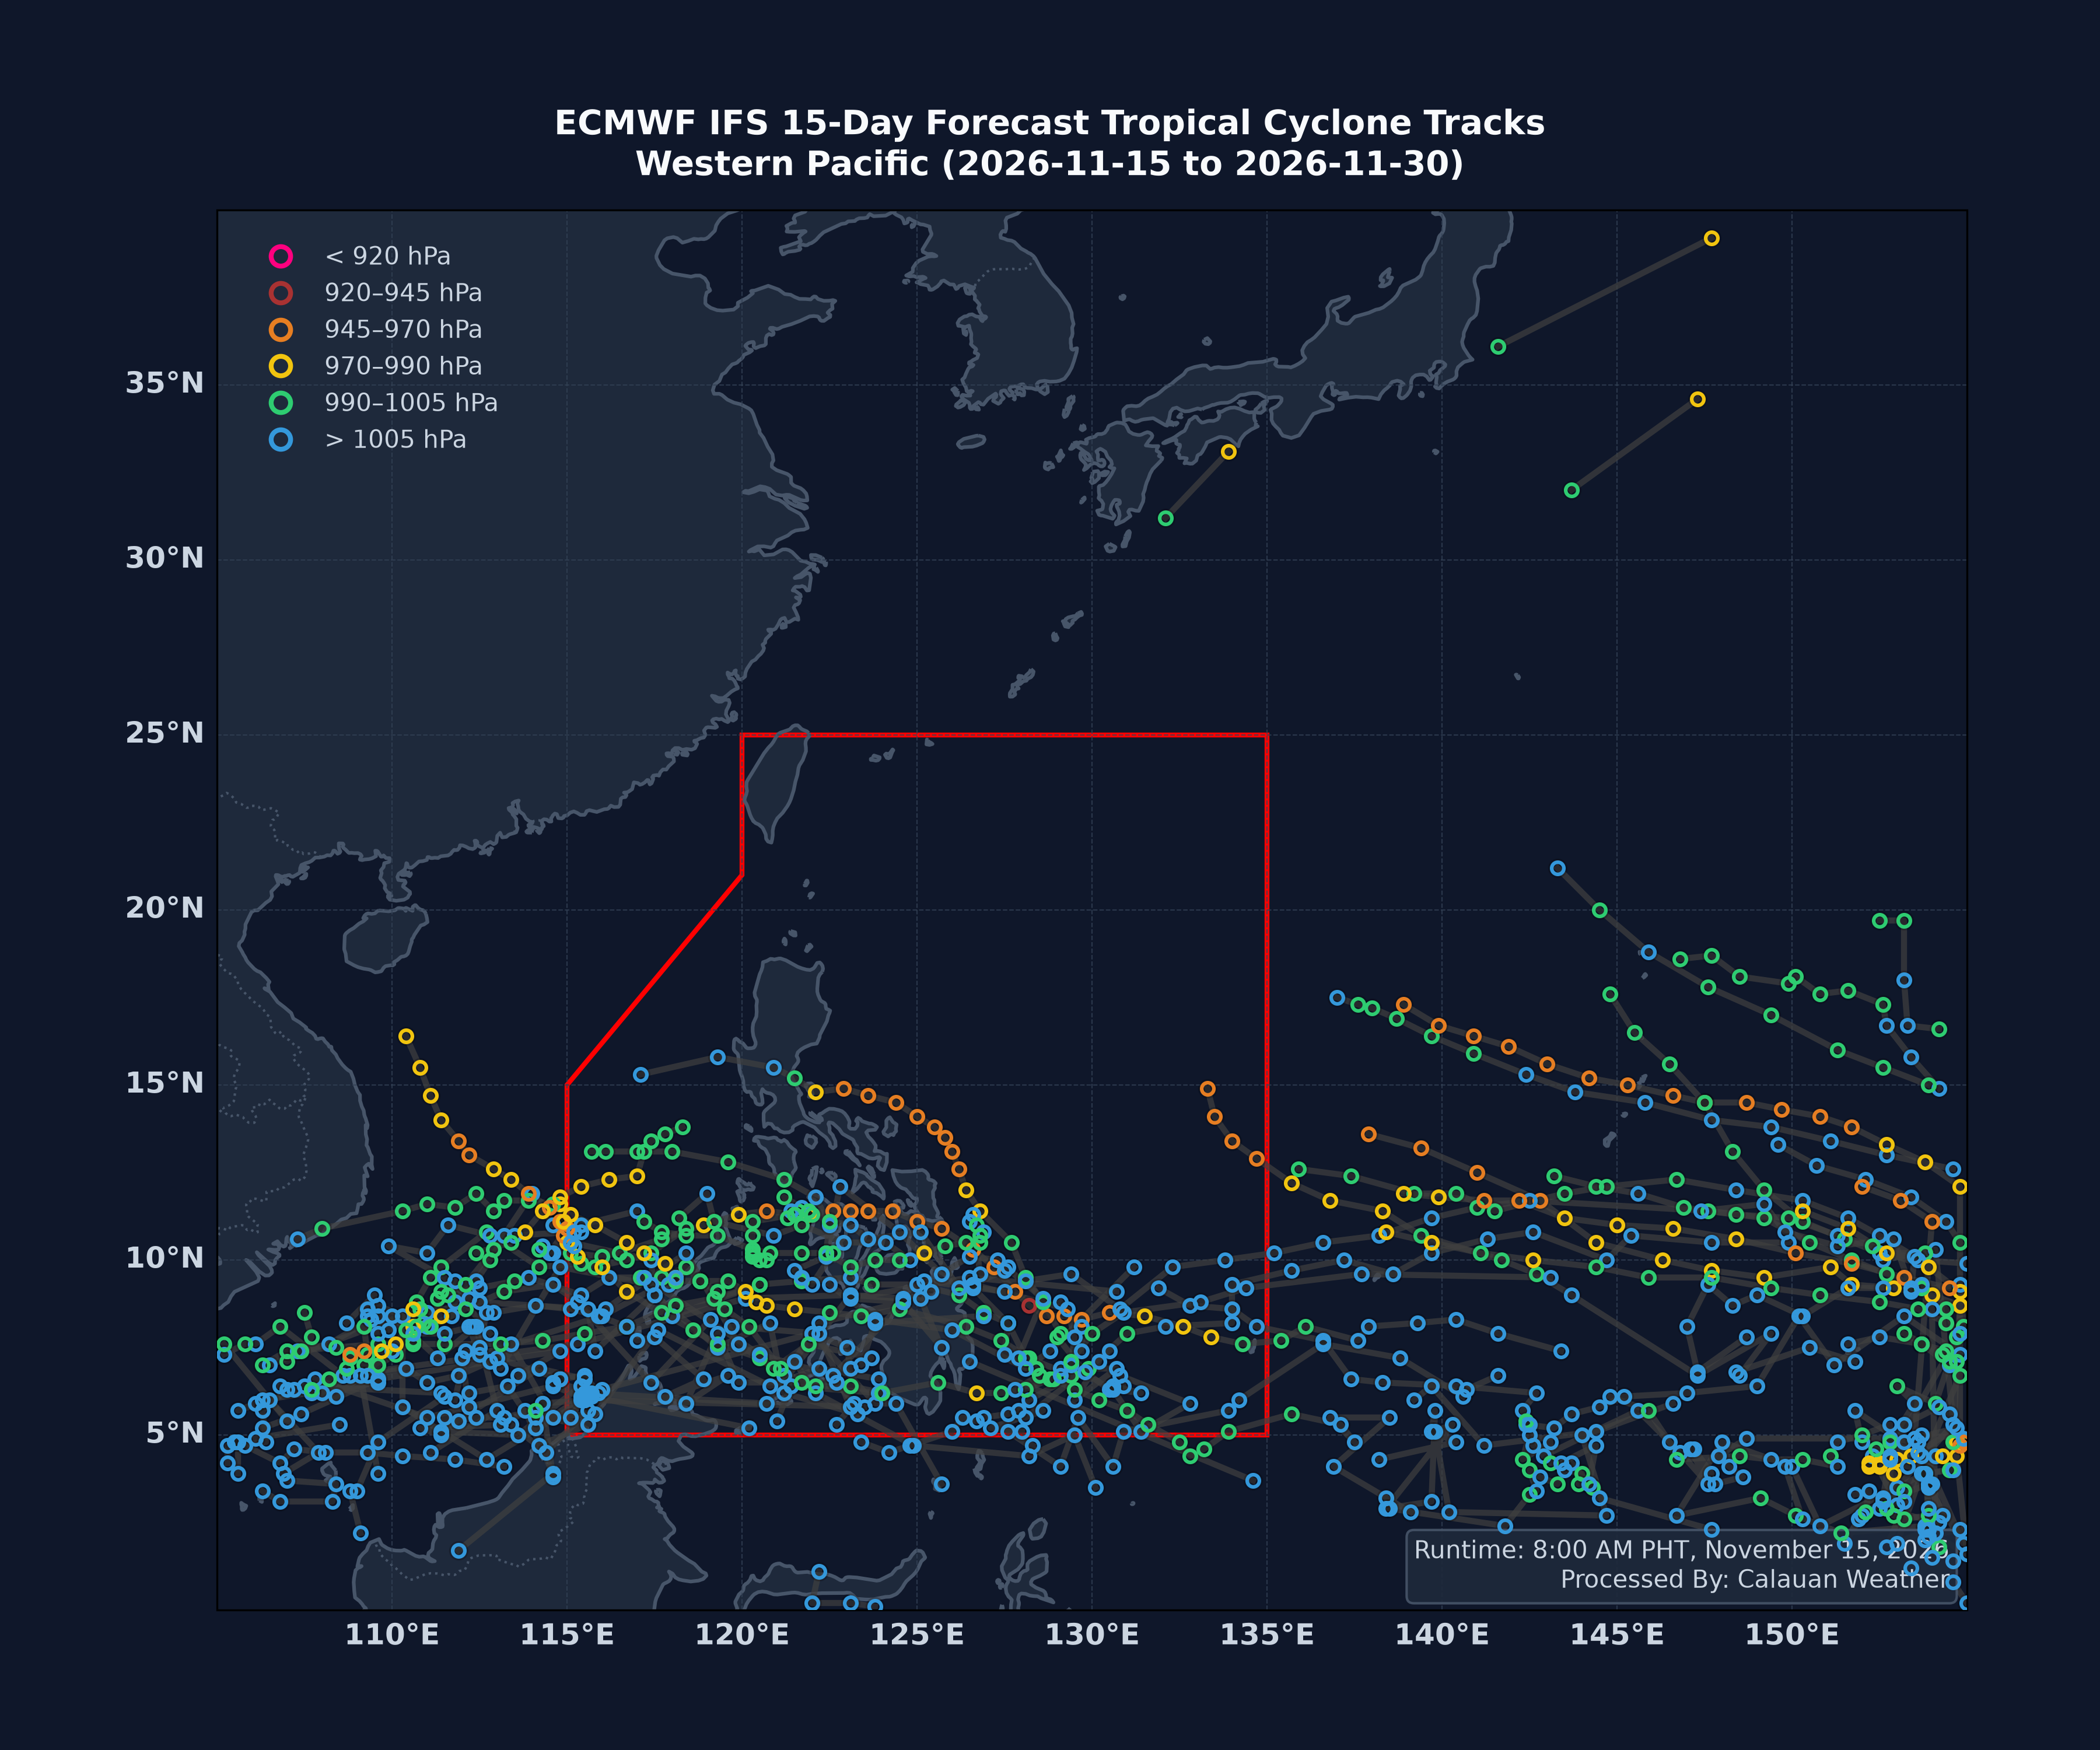 ECMWF IFS 15-Day Forecast Tropical Cyclone Tracks
Western Pacific (2026-11-15 to 2026-11-30)
< 920 hPa
920–945 hPa
945–970 hPa
970–990 hPa
990–1005 hPa
> 1005 hPa
35°N
30°N
25°N
20°N
15°N
10°N
5°N
Runtime: 8:00 AM PHT, November 15, 2026
Processed By: Calauan Weather
110°E 115°E 120°E 125°E 130°E 135°E 140°E 145°E 150°E